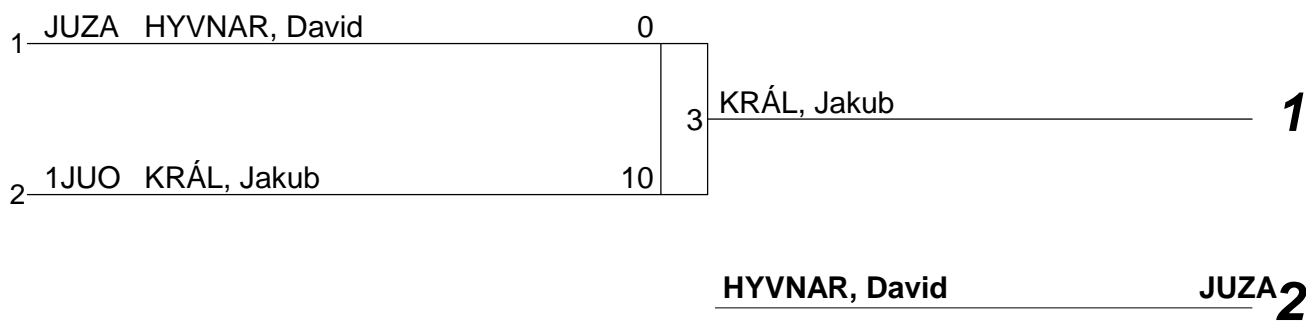 1 JUZA HYVNAR, David 0
KRÁL, Jakub 1
3
2 1JUO KRÁL, Jakub 10
HYVNAR, David JUZA 2